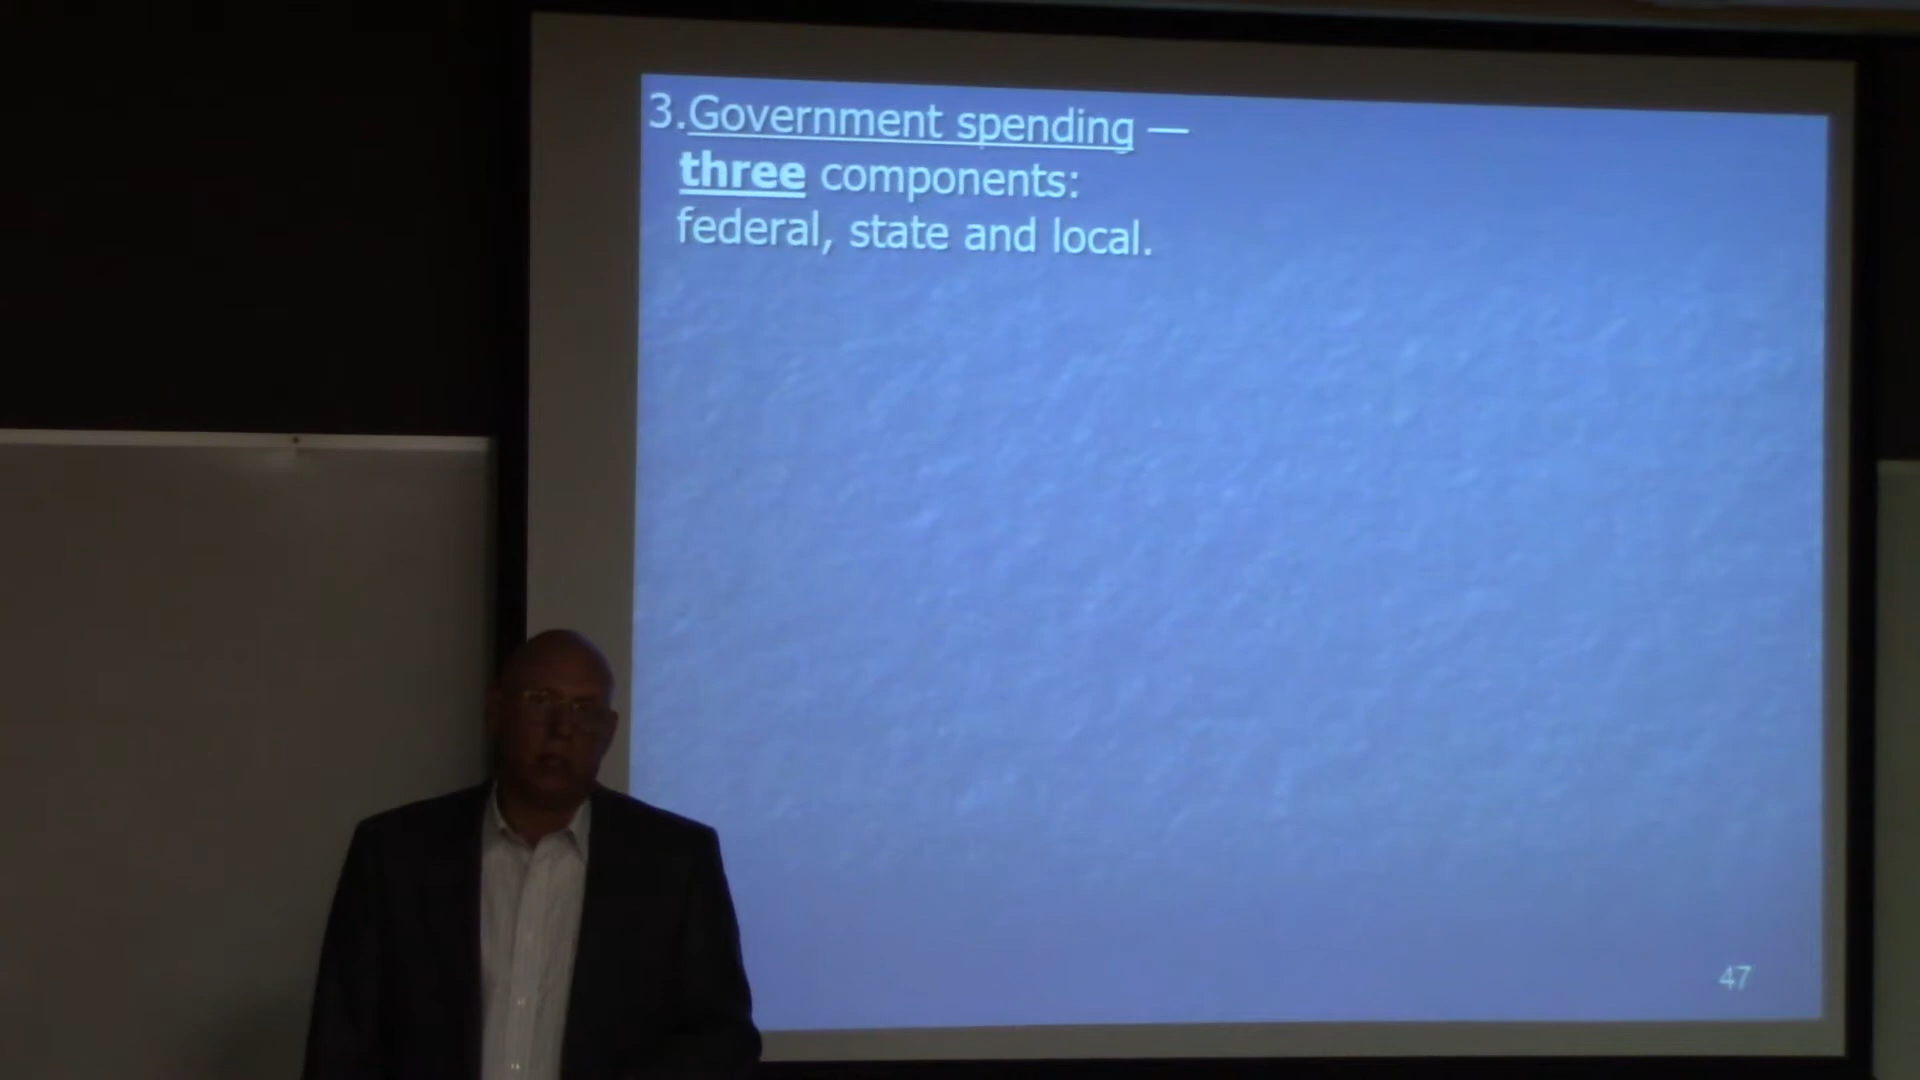 3.Government spending —
three components:
federal, state and local.
47